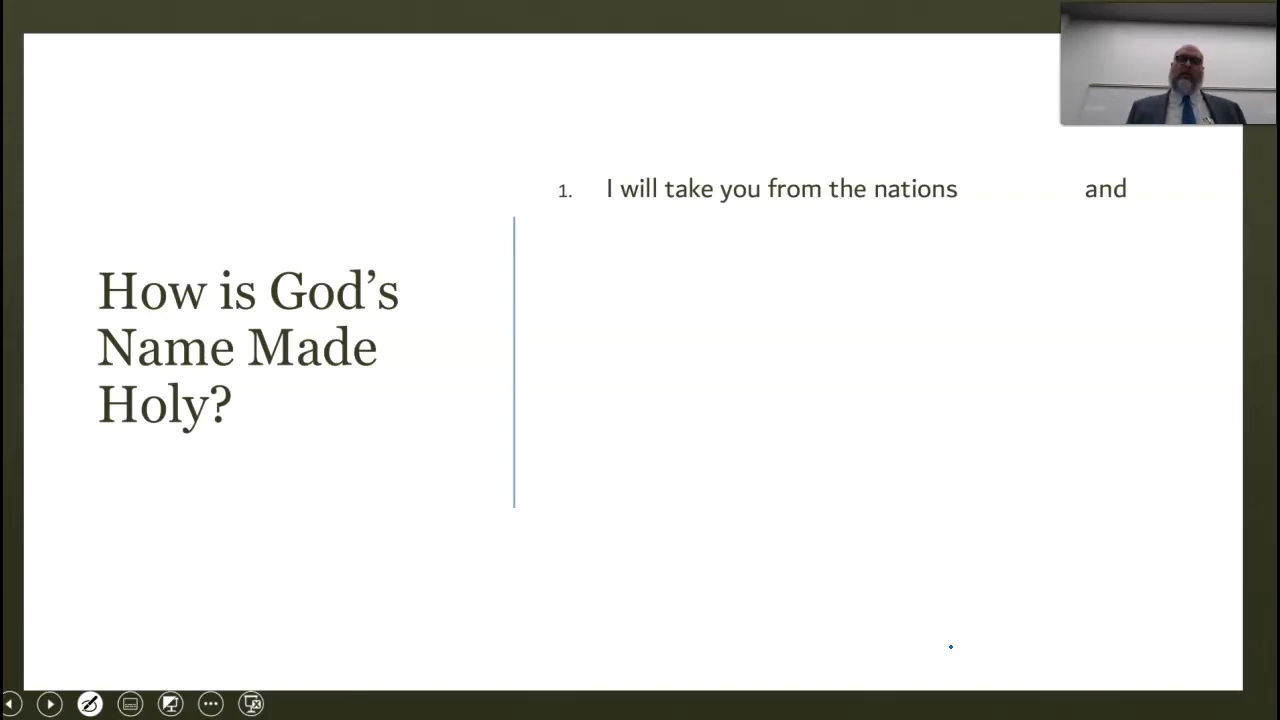 How is God’s
Name Made
Holy?
1. I will take you from the nations and